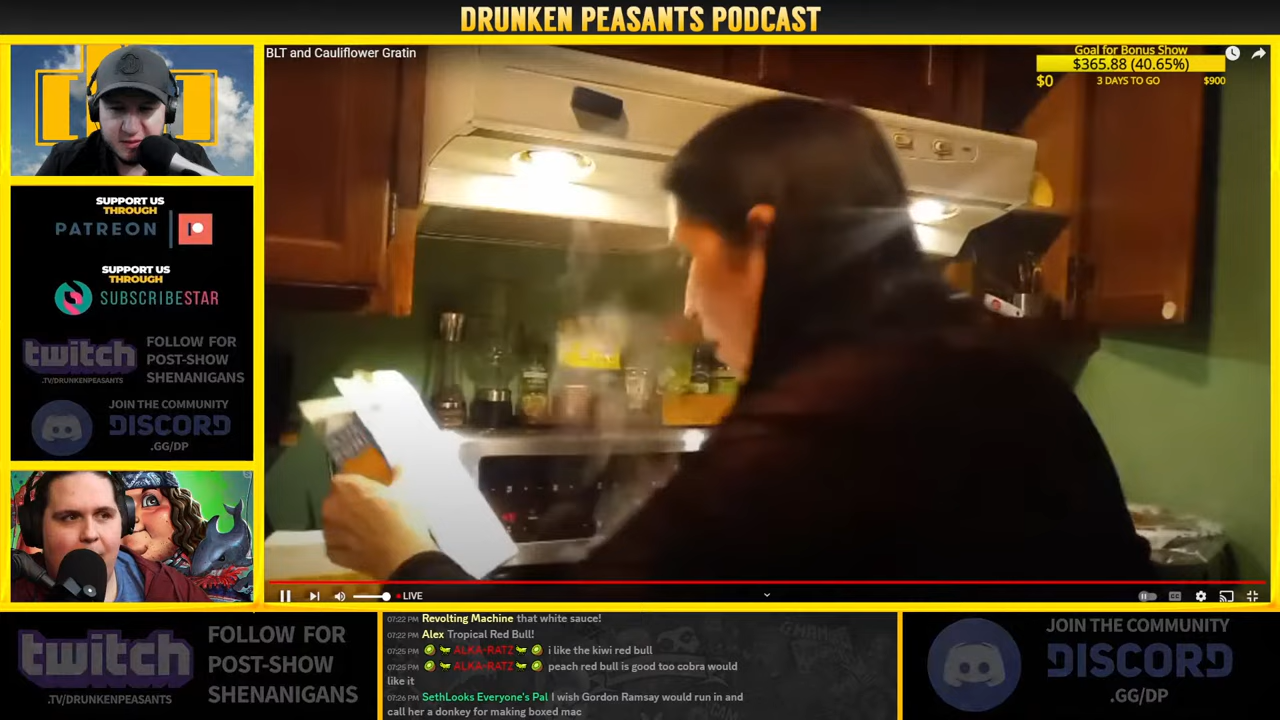 DRUNKEN PEASANTS PODCAST
BLT and Cauliflower Gratin
Goal for Bonus Show
$365.88 (40.65%)
$0
3 DAYS TO GO
$900
SUPPORT US
THROUGH
PATREON
SUPPORT US
THROUGH
SUBSCRIBESTAR
twitch
.TV/DRUNKENPEASANTS
FOLLOW FOR
POST-SHOW
SHENANIGANS
JOIN THE COMMUNITY
DISCORD
.GG/DP
LIVE
twitch
.TV/DRUNKENPEASANTS
FOLLOW FOR
POST-SHOW
SHENANIGANS
Revolting Machine that white sauce!
07:22 PM Alex Tropical Red Bull!
07:25 PM ALKA-RATZ i like the kiwi red bull
07:25 PM ALKA-RATZ peach red bull is good too cobra would
like it
07:26 PM SethLooks Everyone's Pal I wish Gordon Ramsay would run in and
call her a donkey for making boxed mac
JOIN THE COMMUNITY
DISCORD
.GG/DP